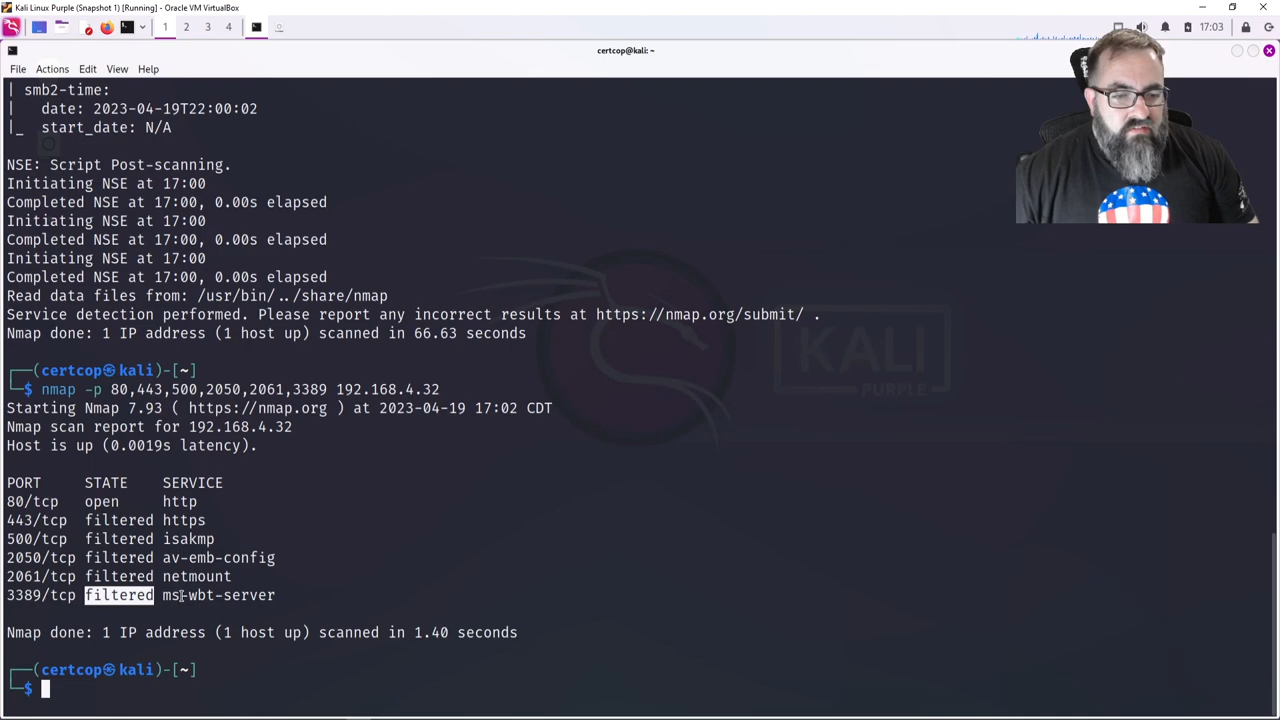 Kali Linux Purple (Snapshot 1) [Running] - Oracle VM VirtualBox
1 2 3 4
17:03
certcop@kali: ~
File Actions Edit View Help
| smb2-time:
|   date: 2023-04-19T22:00:02
|_  start_date: N/A
NSE: Script Post-scanning.
Initiating NSE at 17:00
Completed NSE at 17:00, 0.00s elapsed
Initiating NSE at 17:00
Completed NSE at 17:00, 0.00s elapsed
Initiating NSE at 17:00
Completed NSE at 17:00, 0.00s elapsed
Read data files from: /usr/bin/../share/nmap
Service detection performed. Please report any incorrect results at https://nmap.org/submit/ .
Nmap done: 1 IP address (1 host up) scanned in 66.63 seconds
┌──(certcop㉿kali)-[~]
└─$ nmap -p 80,443,500,2050,2061,3389 192.168.4.32
Starting Nmap 7.93 ( https://nmap.org ) at 2023-04-19 17:02 CDT
Nmap scan report for 192.168.4.32
Host is up (0.0019s latency).
PORT     STATE    SERVICE
80/tcp   open     http
443/tcp  filtered https
500/tcp  filtered isakmp
2050/tcp filtered av-emb-config
2061/tcp filtered netmount
3389/tcp filtered ms-wbt-server
Nmap done: 1 IP address (1 host up) scanned in 1.40 seconds
┌──(certcop㉿kali)-[~]
└─$
KALI
PURPLE